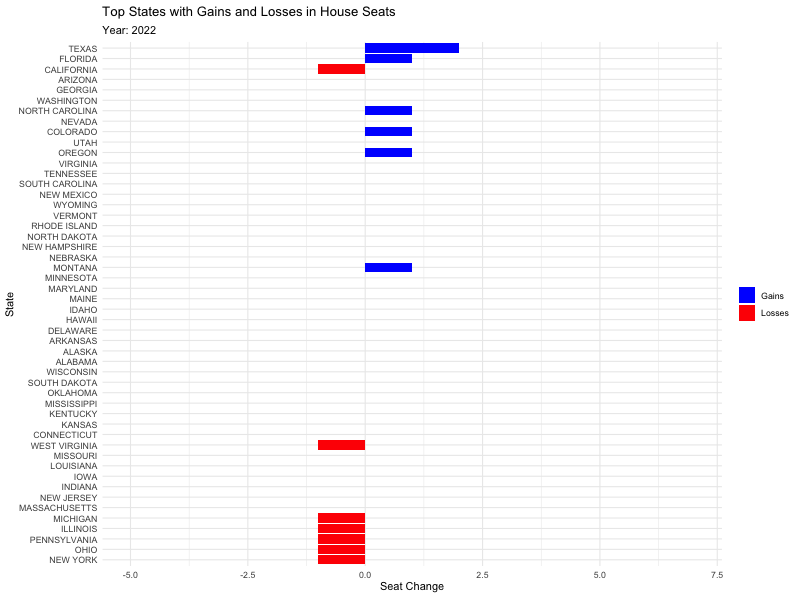 Top States with Gains and Losses in House Seats
Year: 2022
TEXAS
FLORIDA
CALIFORNIA
ARIZONA
GEORGIA
WASHINGTON
NORTH CAROLINA
NEVADA
COLORADO
UTAH
OREGON
VIRGINIA
TENNESSEE
SOUTH CAROLINA
NEW MEXICO
WYOMING
VERMONT
RHODE ISLAND
NORTH DAKOTA
NEW HAMPSHIRE
NEBRASKA
MONTANA
MINNESOTA
MARYLAND
MAINE
IDAHO
HAWAII
DELAWARE
ARKANSAS
ALASKA
ALABAMA
WISCONSIN
SOUTH DAKOTA
OKLAHOMA
MISSISSIPPI
KENTUCKY
KANSAS
CONNECTICUT
WEST VIRGINIA
MISSOURI
LOUISIANA
IOWA
INDIANA
NEW JERSEY
MASSACHUSETTS
MICHIGAN
ILLINOIS
PENNSYLVANIA
OHIO
NEW YORK
State
-5.0 -2.5 0.0 2.5 5.0 7.5
Seat Change
Gains
Losses